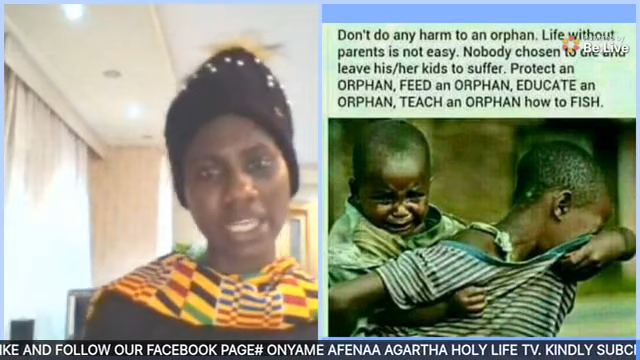 Don't do any harm to an orphan. Life without
parents is not easy. Nobody chosen to die and
leave his/her kids to suffer. Protect an
ORPHAN, FEED an ORPHAN, EDUCATE an
ORPHAN, TEACH an ORPHAN how to FISH.
Be Live
IKE AND FOLLOW OUR FACEBOOK PAGE# ONYAME AFENAA AGARTHA HOLY LIFE TV. KINDLY SUBC